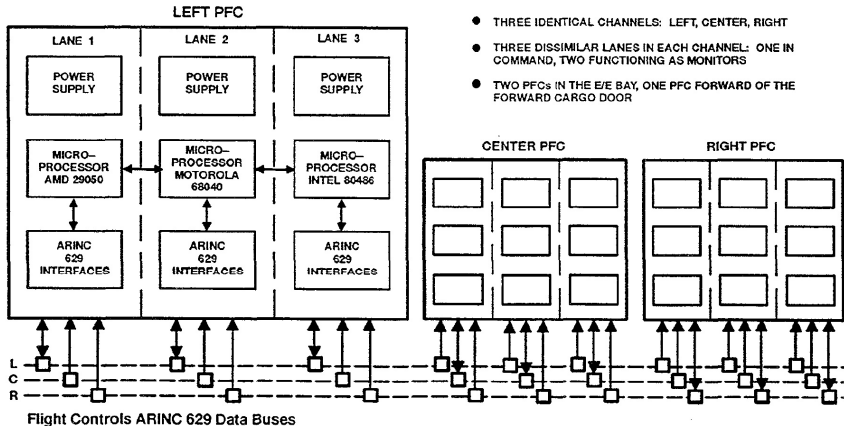 LEFT PFC
LANE 1
LANE 2
LANE 3
POWER
SUPPLY
POWER
SUPPLY
POWER
SUPPLY
MICRO–
PROCESSOR
AMD 29050
MICRO–
PROCESSOR
MOTOROLA
68040
MICRO–
PROCESSOR
INTEL 80486
ARINC
629
INTERFACES
ARINC
629
INTERFACES
ARINC
629
INTERFACES
● THREE IDENTICAL CHANNELS: LEFT, CENTER, RIGHT
● THREE DISSIMILAR LANES IN EACH CHANNEL: ONE IN
COMMAND, TWO FUNCTIONING AS MONITORS
● TWO PFCs IN THE E/E BAY, ONE PFC FORWARD OF THE
FORWARD CARGO DOOR
CENTER PFC
RIGHT PFC
L
C
R
Flight Controls ARINC 629 Data Buses